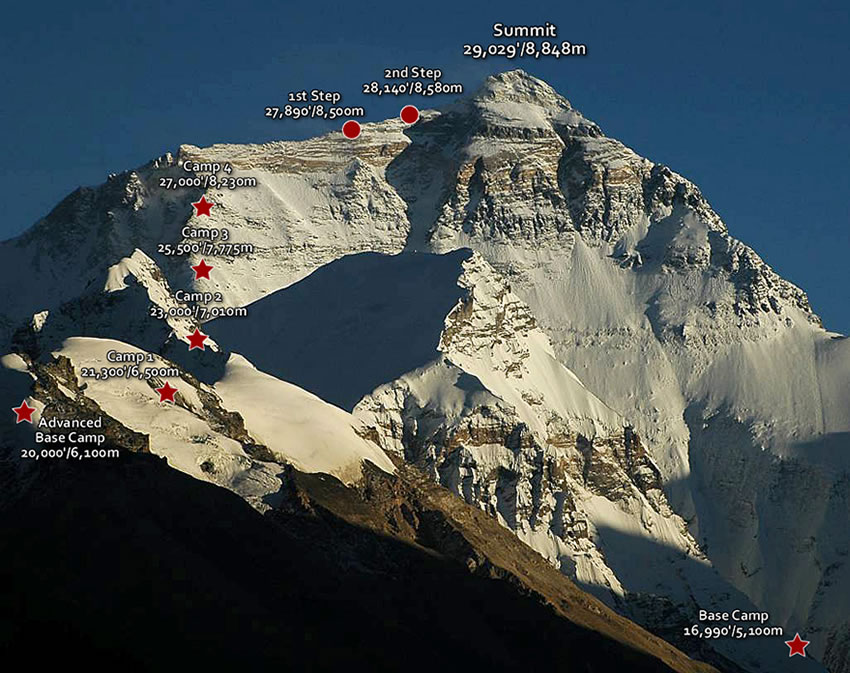 Summit
29,029'/8,848m
2nd Step
28,140'/8,580m
1st Step
27,890'/8,500m
Camp 4
27,000'/8,230m
Camp 3
25,500'/7,775m
Camp 2
23,000'/7,010m
Camp 1
21,300'/6,500m
Advanced
Base Camp
20,000'/6,100m
Base Camp
16,990'/5,100m